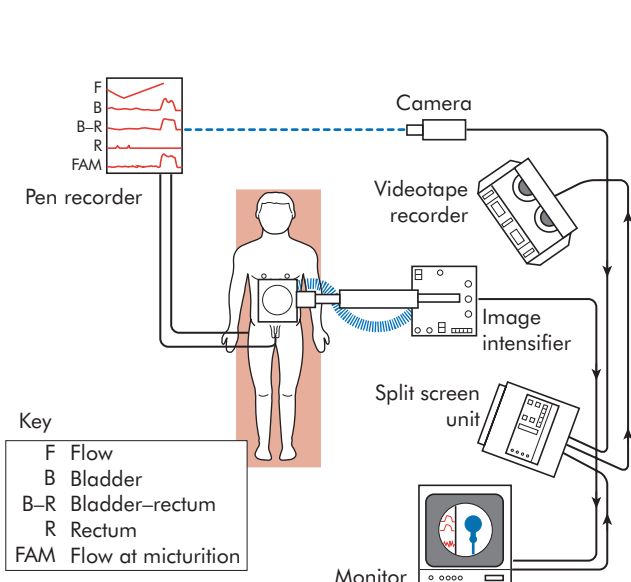 Camera
F
B
B–R
R
FAM
Pen recorder
Videotape
recorder
Image
intensifier
Split screen
unit
Key
F Flow
B Bladder
B–R Bladder–rectum
R Rectum
FAM Flow at micturition
Monitor